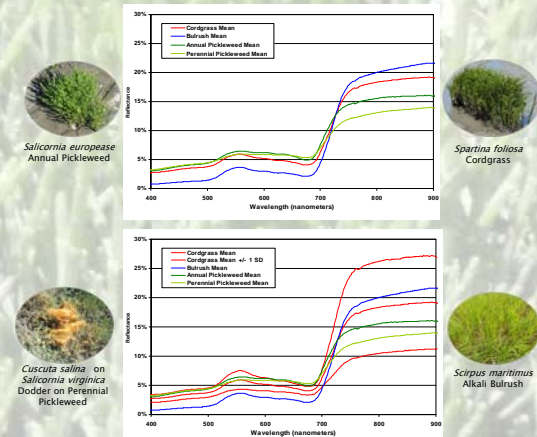 30%
25%
20%
15%
10%
5%
0%
Reflectance
Cordgrass Mean
Bulrush Mean
Annual Pickleweed Mean
Perennial Pickleweed Mean
400 500 600 700 800 900
Wavelength (nanometers)
Salicornia europease
Annual Pickleweed
Spartina foliosa
Cordgrass
30%
25%
20%
15%
10%
5%
0%
Reflectance
Cordgrass Mean
Cordgrass Mean +/- 1 SD
Bulrush Mean
Annual Pickleweed Mean
Perennial Pickleweed Mean
400 500 600 700 800 900
Wavelength (nanometers)
Cuscuta salina on
Salicornia virginica
Dodder on Perennial
Pickleweed
Scirpus maritimus
Alkali Bulrush